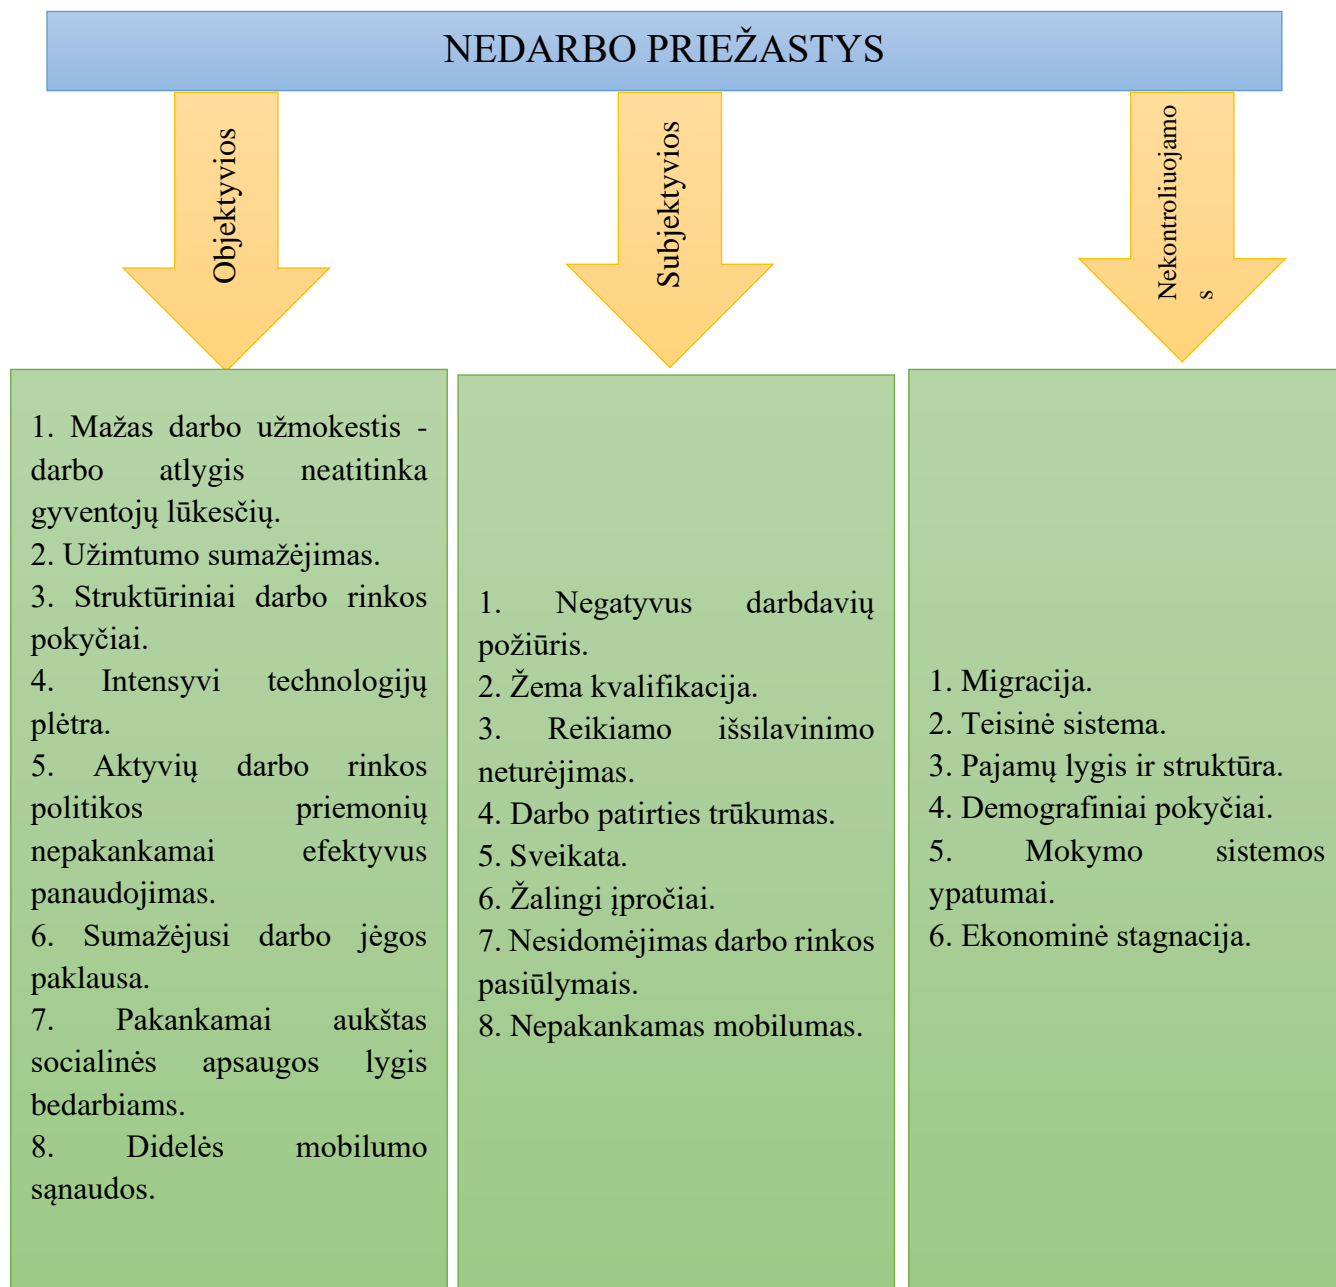 NEDARBO PRIEŽASTYS
Objektyvios
Subjektyvios
Nekontroliuojamo
s
1. Mažas darbo užmokestis -
darbo atlygis neatitinka
gyventojų lūkesčių.
2. Užimtumo sumažėjimas.
3. Struktūriniai darbo rinkos
pokyčiai.
4. Intensyvi technologijų
plėtra.
5. Aktyvių darbo rinkos
politikos priemonių
nepakankamai efektyvus
panaudojimas.
6. Sumažėjusi darbo jėgos
paklausa.
7. Pakankamai aukštas
socialinės apsaugos lygis
bedarbiams.
8. Didelės mobilumo
sąnaudos.
1. Negatyvus darbdavių
požiūris.
2. Žema kvalifikacija.
3. Reikiamo išsilavinimo
neturėjimas.
4. Darbo patirties trūkumas.
5. Sveikata.
6. Žalingi įpročiai.
7. Nesidomėjimas darbo rinkos
pasiūlymais.
8. Nepakankamas mobilumas.
1. Migracija.
2. Teisinė sistema.
3. Pajamų lygis ir struktūra.
4. Demografiniai pokyčiai.
5. Mokymo sistemos
ypatumai.
6. Ekonominė stagnacija.